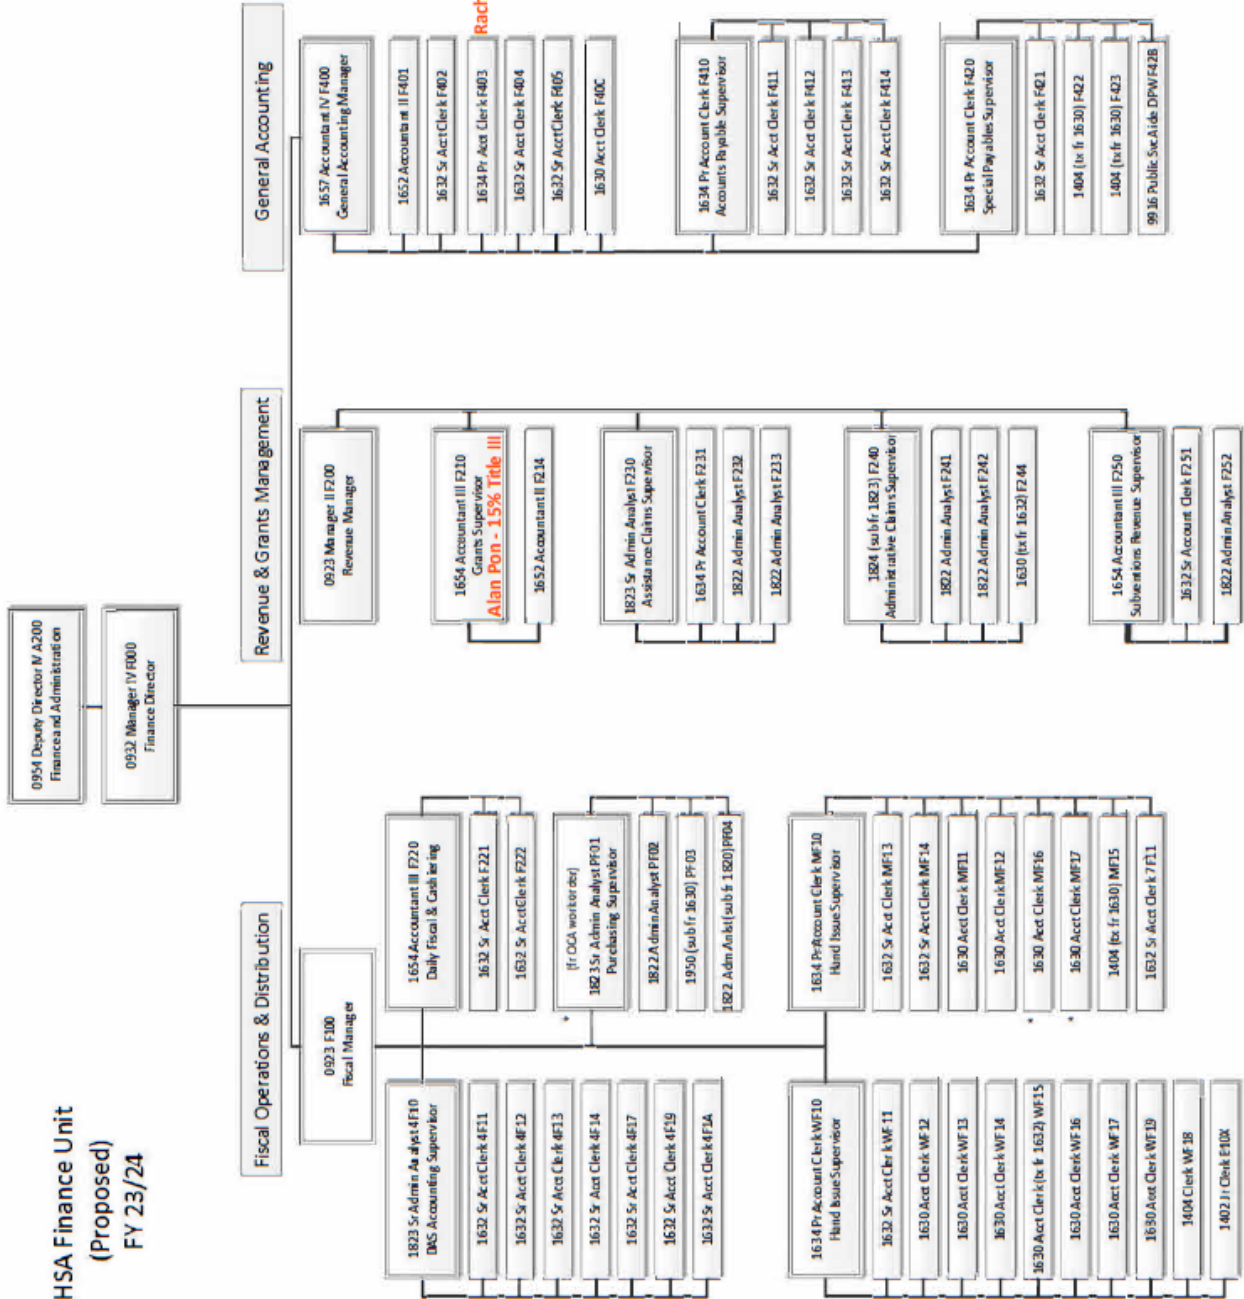 HSA Finance Unit
(Proposed)
FY 23/24
0954 Deputy Director IV A200
Finance and Administration
0932 Manager IV F000
Finance Director
Fiscal Operations & Distribution
0923 F100
Fiscal Manager
1823 Sr Admin Analyst 4F10
DAS Accounting Supervisor
1632 Sr Acct Clerk 4F11
1632 Sr Acct Clerk 4F12
1632 Sr Acct Clerk 4F13
1632 Sr Acct Clerk 4F14
1632 Sr Acct Clerk 4F17
1632 Sr Acct Clerk 4F19
1632 Sr Acct Clerk 4F1A
1654 Accountant III F220
Daily Fiscal & Cashiering
1632 Sr Acct Clerk F221
1632 Sr Acct Clerk F222
*
(fr OCA workorder)
1823 Sr Admin Analyst PF01
Purchasing Supervisor
1822 Admin Analyst PF02
1950 (sub fr 1630) PF03
1822 Adm Anlst (sub fr 1820) PF04
1634 Pr Account Clerk WF10
Hand Issue Supervisor
1632 Sr Acct Clerk WF11
1630 Acct Clerk WF12
1630 Acct Clerk WF13
1630 Acct Clerk WF14
1630 Acct Clerk (tx fr 1632) WF15
1630 Acct Clerk WF16
1630 Acct Clerk WF17
1630 Acct Clerk WF19
1404 Clerk WF18
1402 Jr Clerk E10X
1634 Pr Account Clerk MF10
Hand Issue Supervisor
1632 Sr Acct Clerk MF13
1632 Sr Acct Clerk MF14
1630 Acct Clerk MF11
1630 Acct Clerk MF12
* 1630 Acct Clerk MF16
* 1630 Acct Clerk MF17
1404 (tx fr 1630) MF15
1632 Sr Acct Clerk 7F11
Revenue & Grants Management
0923 Manager II F200
Revenue Manager
1654 Accountant III F210
Grants Supervisor
Alan Pon - 15% Title III
1652 Accountant II F214
1823 Sr Admin Analyst F230
Assistance Claims Supervisor
1634 Pr Account Clerk F231
1822 Admin Analyst F232
1822 Admin Analyst F233
1824 (sub fr 1823) F240
Administrative Claims Supervisor
1822 Admin Analyst F241
1822 Admin Analyst F242
1630 (tx fr 1632) F244
1654 Accountant III F250
Subventions Revenue Supervisor
1632 Sr Account Clerk F251
1822 Admin Analyst F252
General Accounting
1657 Accountant IV F400
General Accounting Manager
1652 Accountant II F401
1632 Sr Acct Clerk F402
1634 Pr Acct Clerk F403
Rach
1632 Sr Acct Clerk F404
1632 Sr Acct Clerk F405
1630 Acct Clerk F40C
1634 Pr Account Clerk F410
Accounts Payable Supervisor
1632 Sr Acct Clerk F411
1632 Sr Acct Clerk F412
1632 Sr Acct Clerk F413
1632 Sr Acct Clerk F414
1634 Pr Account Clerk F420
Special Payables Supervisor
1632 Sr Acct Clerk F421
1404 (tx fr 1630) F422
1404 (tx fr 1630) F423
9916 Public Svc Aide DPW F42B